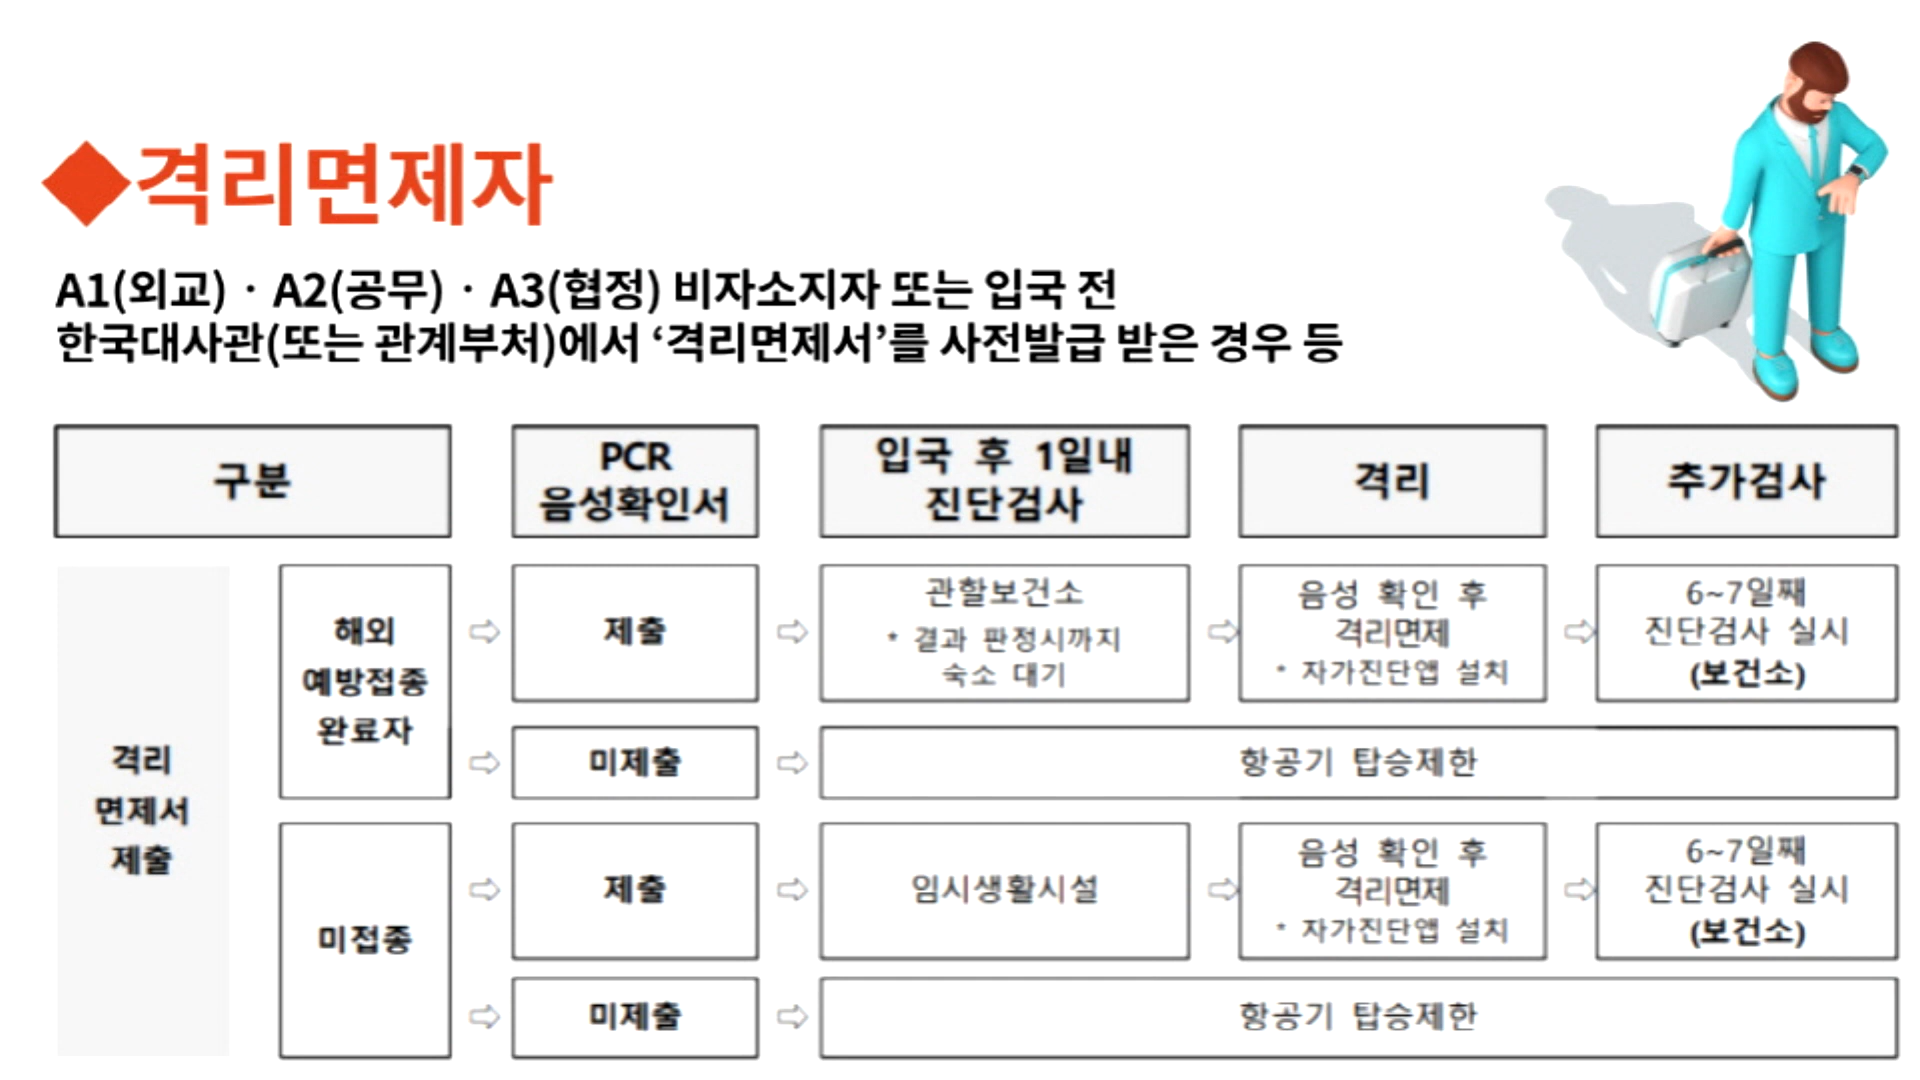 ◆격리면제자
A1(외교)ㆍA2(공무)ㆍA3(협정) 비자소지자 또는 입국 전
한국대사관(또는 관계부처)에서 ‘격리면제서’를 사전발급 받은 경우 등
구분
PCR
음성확인서
입국 후 1일내
진단검사
격리
추가검사
격리
면제서
제출
해외
예방접종
완료자
⇨
제출
⇨
관할보건소
* 결과 판정시까지
숙소 대기
⇨
음성 확인 후
격리면제
* 자가진단앱 설치
⇨
6~7일째
진단검사 실시
(보건소)
⇨
미제출
⇨
항공기 탑승제한
미접종
⇨
제출
⇨
임시생활시설
⇨
음성 확인 후
격리면제
* 자가진단앱 설치
⇨
6~7일째
진단검사 실시
(보건소)
⇨
미제출
⇨
항공기 탑승제한